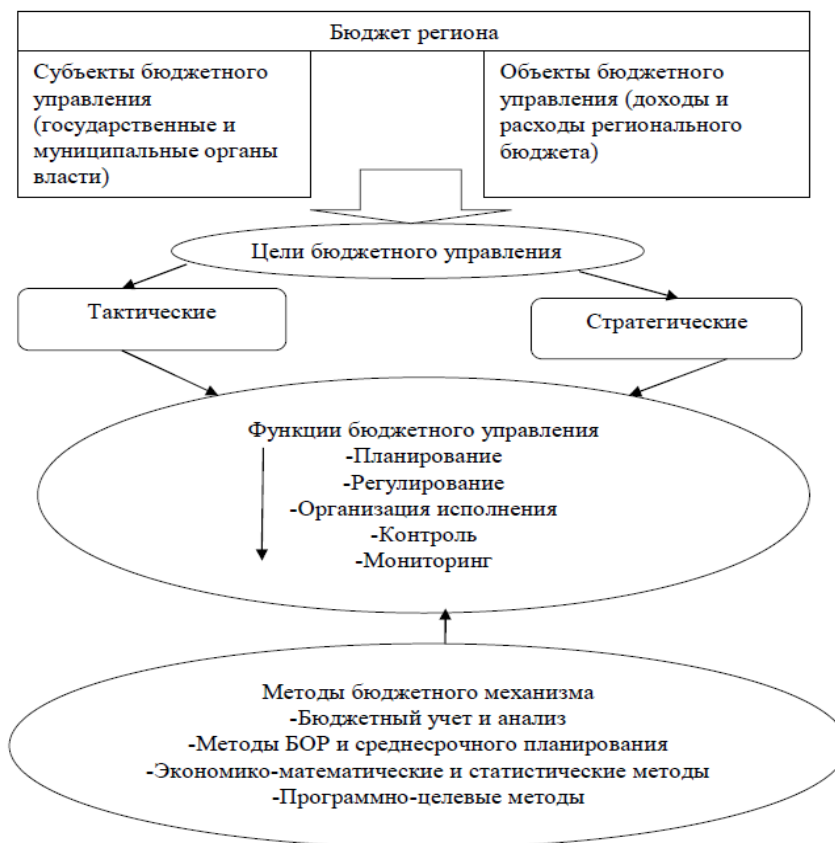 Бюджет региона
Субъекты бюджетного
управления
(государственные и
муниципальные органы
власти)
Объекты бюджетного
управления (доходы и
расходы регионального
бюджета)
Цели бюджетного управления
Тактические
Стратегические
Функции бюджетного управления
-Планирование
-Регулирование
-Организация исполнения
-Контроль
-Мониторинг
Методы бюджетного механизма
-Бюджетный учет и анализ
-Методы БОР и среднесрочного планирования
-Экономико-математические и статистические методы
-Программно-целевые методы